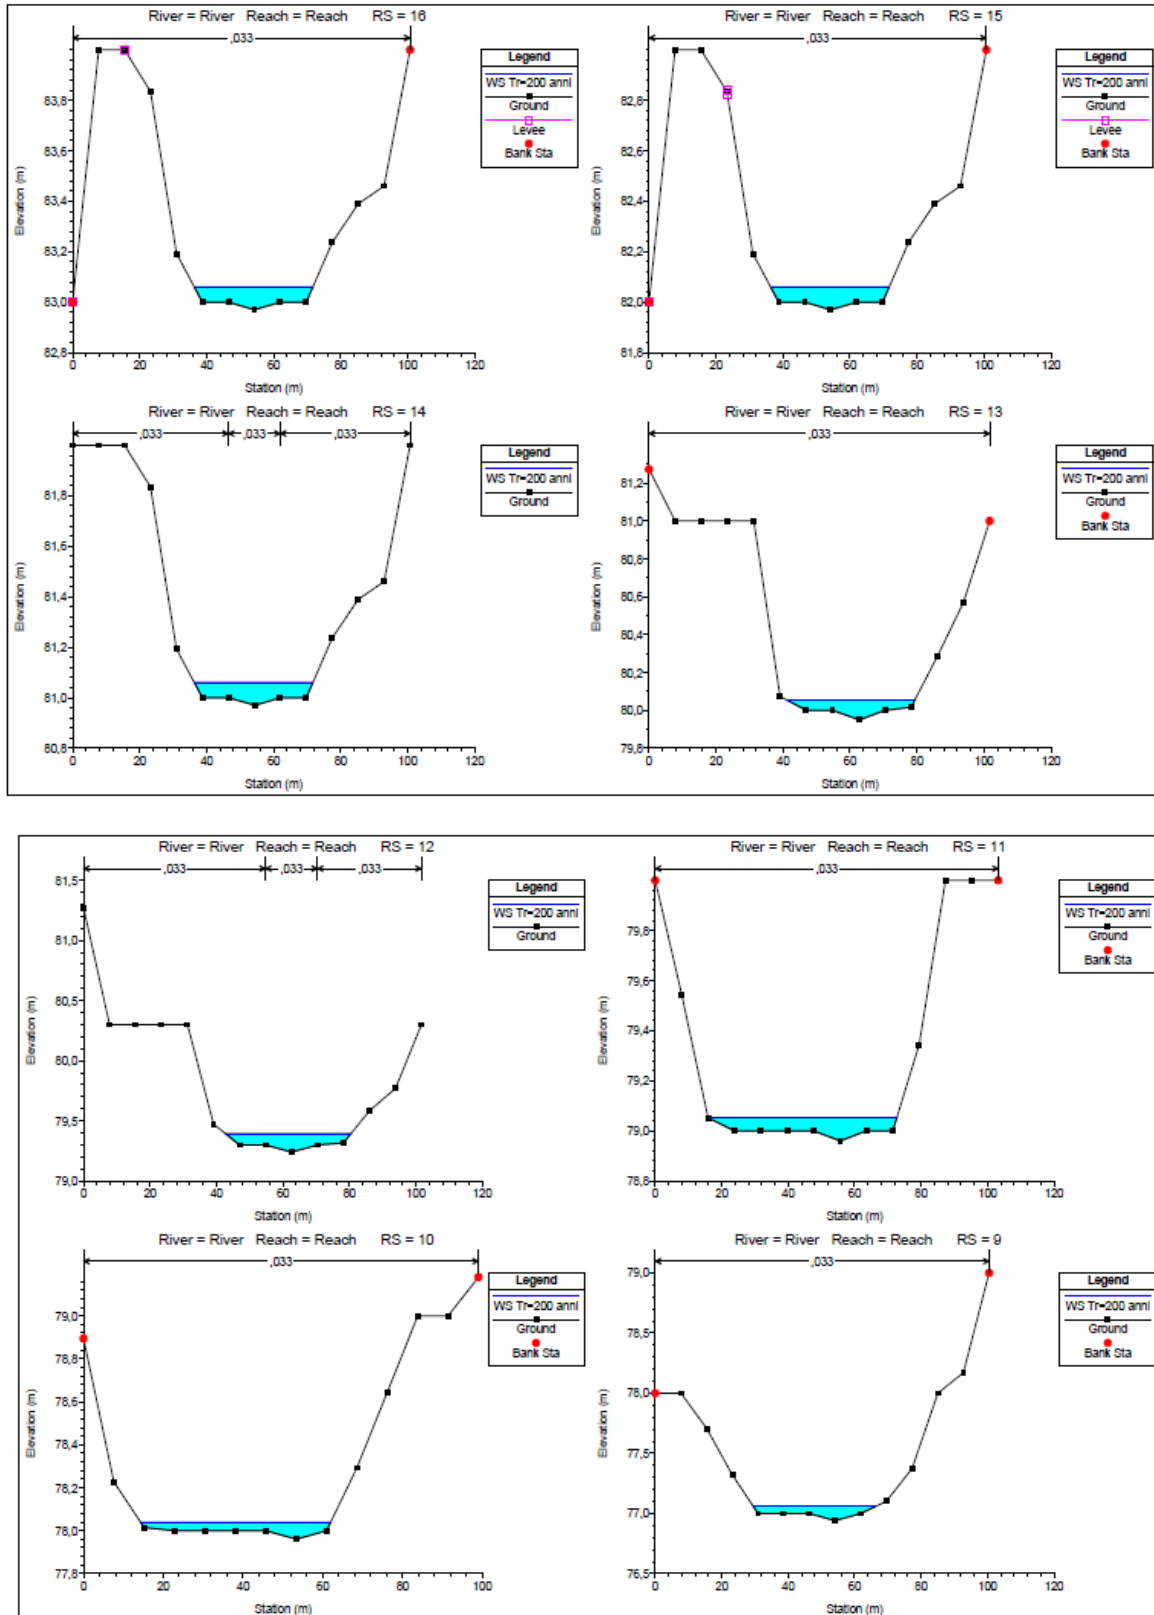 River = River Reach = Reach RS = 16
,033
Legend
WS Tr=200 anni
Ground
Levee
Bank Sta
Elevation (m)
83,8
83,6
83,4
83,2
83,0
82,8
0 20 40 60 80 100 120
Station (m)
River = River Reach = Reach RS = 15
,033
Legend
WS Tr=200 anni
Ground
Levee
Bank Sta
Elevation (m)
82,8
82,6
82,4
82,2
82,0
81,8
0 20 40 60 80 100 120
Station (m)
River = River Reach = Reach RS = 14
,033 ,033 ,033
Legend
WS Tr=200 anni
Ground
Elevation (m)
81,8
81,6
81,4
81,2
81,0
80,8
0 20 40 60 80 100 120
Station (m)
River = River Reach = Reach RS = 13
,033
Legend
WS Tr=200 anni
Ground
Bank Sta
Elevation (m)
81,2
81,0
80,8
80,6
80,4
80,2
80,0
79,8
0 20 40 60 80 100 120
Station (m)
River = River Reach = Reach RS = 12
,033 ,033 ,033
Legend
WS Tr=200 anni
Ground
Elevation (m)
81,5
81,0
80,5
80,0
79,5
79,0
0 20 40 60 80 100 120
Station (m)
River = River Reach = Reach RS = 11
,033
Legend
WS Tr=200 anni
Ground
Bank Sta
Elevation (m)
79,8
79,6
79,4
79,2
79,0
78,8
0 20 40 60 80 100 120
Station (m)
River = River Reach = Reach RS = 10
,033
Legend
WS Tr=200 anni
Ground
Bank Sta
Elevation (m)
79,0
78,8
78,6
78,4
78,2
78,0
77,8
0 20 40 60 80 100
Station (m)
River = River Reach = Reach RS = 9
,033
Legend
WS Tr=200 anni
Ground
Bank Sta
Elevation (m)
79,0
78,5
78,0
77,5
77,0
76,5
0 20 40 60 80 100 120
Station (m)